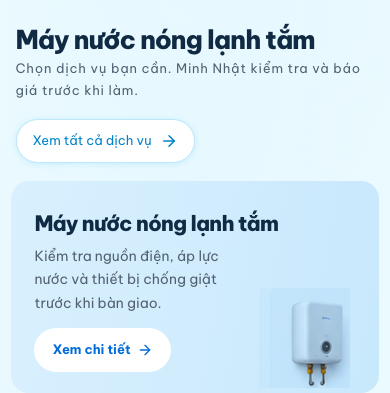 Máy nước nóng lạnh tắm
Chọn dịch vụ bạn cần. Minh Nhật kiểm tra và báo
giá trước khi làm.
Xem tất cả dịch vụ
Máy nước nóng lạnh tắm
Kiểm tra nguồn điện, áp lực
nước và thiết bị chống giật
trước khi bàn giao.
Xem chi tiết